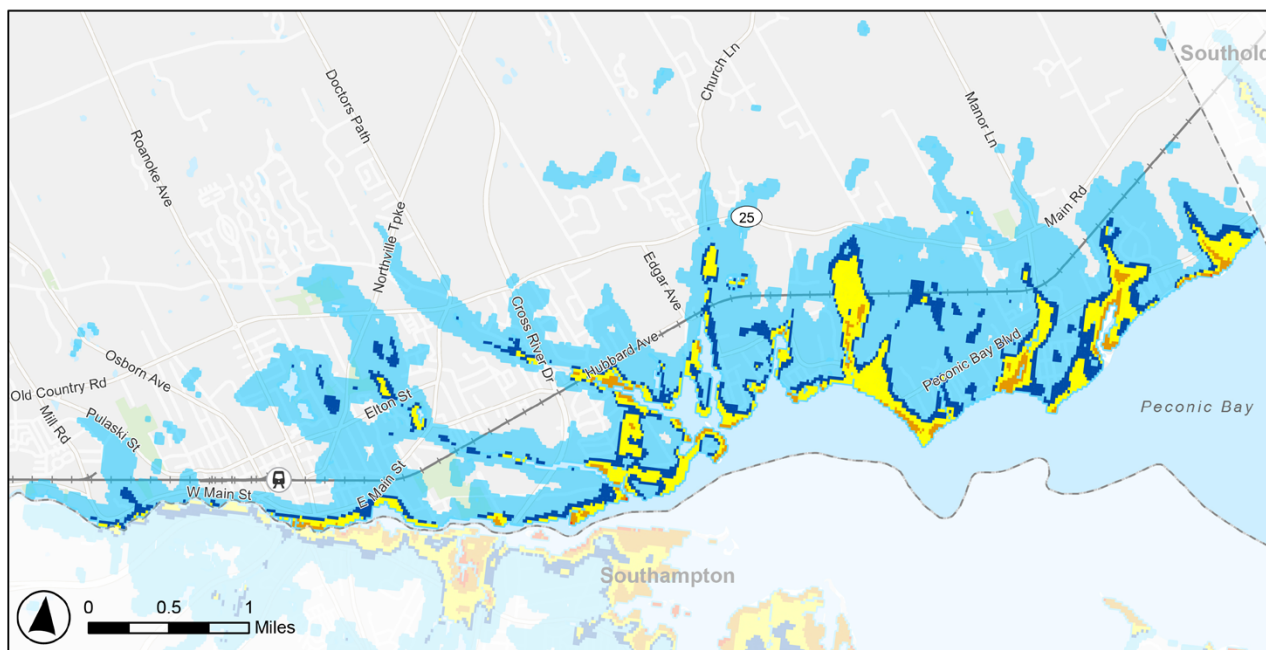 Southold
Church Ln
Doctors Path
Manor Ln
Roanoke Ave
Main Rd
Northville Tpke
25
Edgar Ave
Cross River Dr
Hubbard Ave
Peconic Bay Blvd
Osborn Ave
Old Country Rd
Elton St
Peconic Bay
Mill Rd
Pulaski St
E Main St
W Main St
Southampton
0 0.5 1
Miles